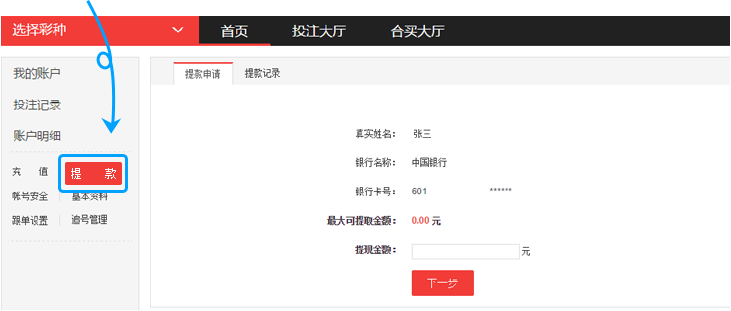 选择彩种 首页 投注大厅 合买大厅
我的账户
投注记录
账户明细
充 值 提 款
帐号安全 基本资料
跟单设置 追号管理
提款申请 提款记录
真实姓名： 张三
银行名称： 中国银行
银行卡号： 601 ******
最大可提取金额： 0.00 元
提现金额： 元
下一步